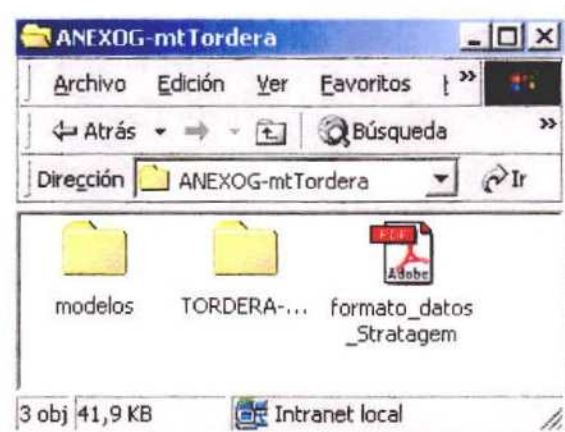 ANEXOG-mtTordera
Archivo Edición Ver Favoritos »
Atrás Búsqueda »
Dirección ANEXOG-mtTordera Ir
PDF
Adobe
modelos TORDERA-... formato_datos
_Stratagem
3 obj 41,9 KB Intranet local